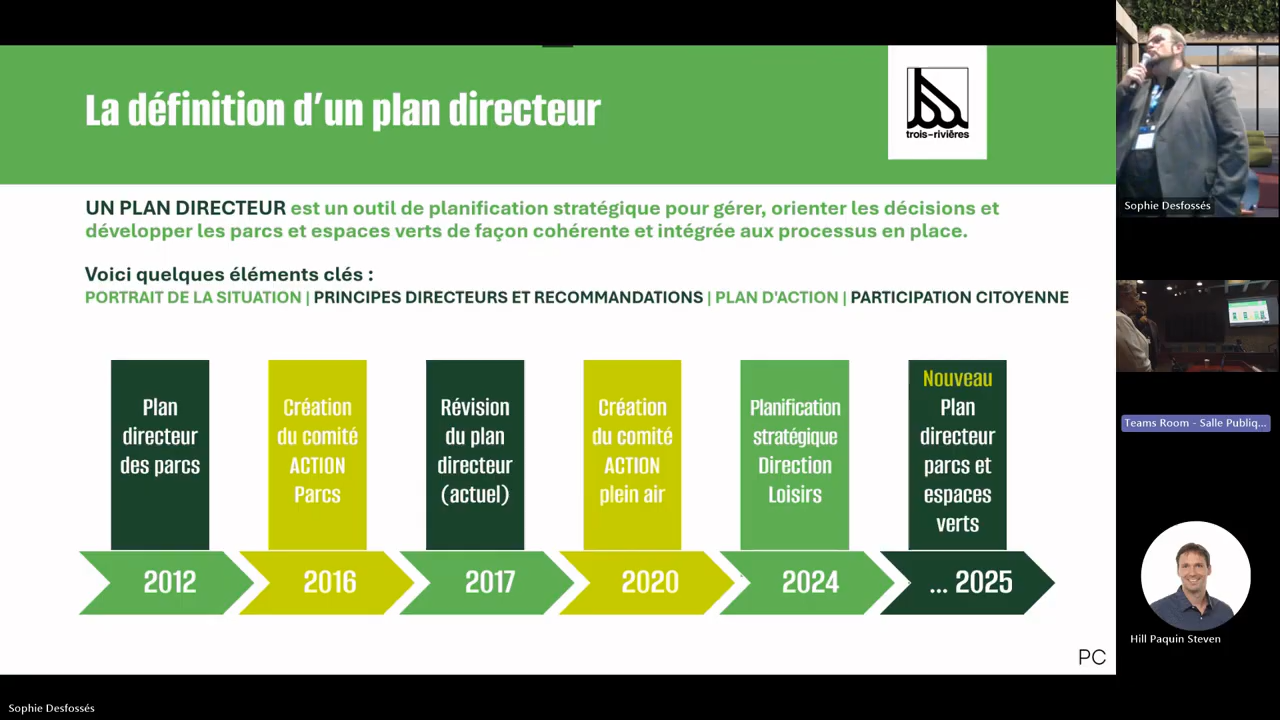 La définition d'un plan directeur
trois-rivières
UN PLAN DIRECTEUR est un outil de planification stratégique pour gérer, orienter les décisions et
développer les parcs et espaces verts de façon cohérente et intégrée aux processus en place.
Voici quelques éléments clés :
PORTRAIT DE LA SITUATION | PRINCIPES DIRECTEURS ET RECOMMANDATIONS | PLAN D'ACTION | PARTICIPATION CITOYENNE
Plan
directeur
des parcs
2012
Création
du comité
ACTION
Parcs
2016
Révision
du plan
directeur
(actuel)
2017
Création
du comité
ACTION
plein air
2020
Planification
stratégique
Direction
Loisirs
2024
Nouveau
Plan
directeur
parcs et
espaces
verts
... 2025
PC
Sophie Desfossés
Teams Room - Salle Publiq...
Hill Paquin Steven
Sophie Desfossés